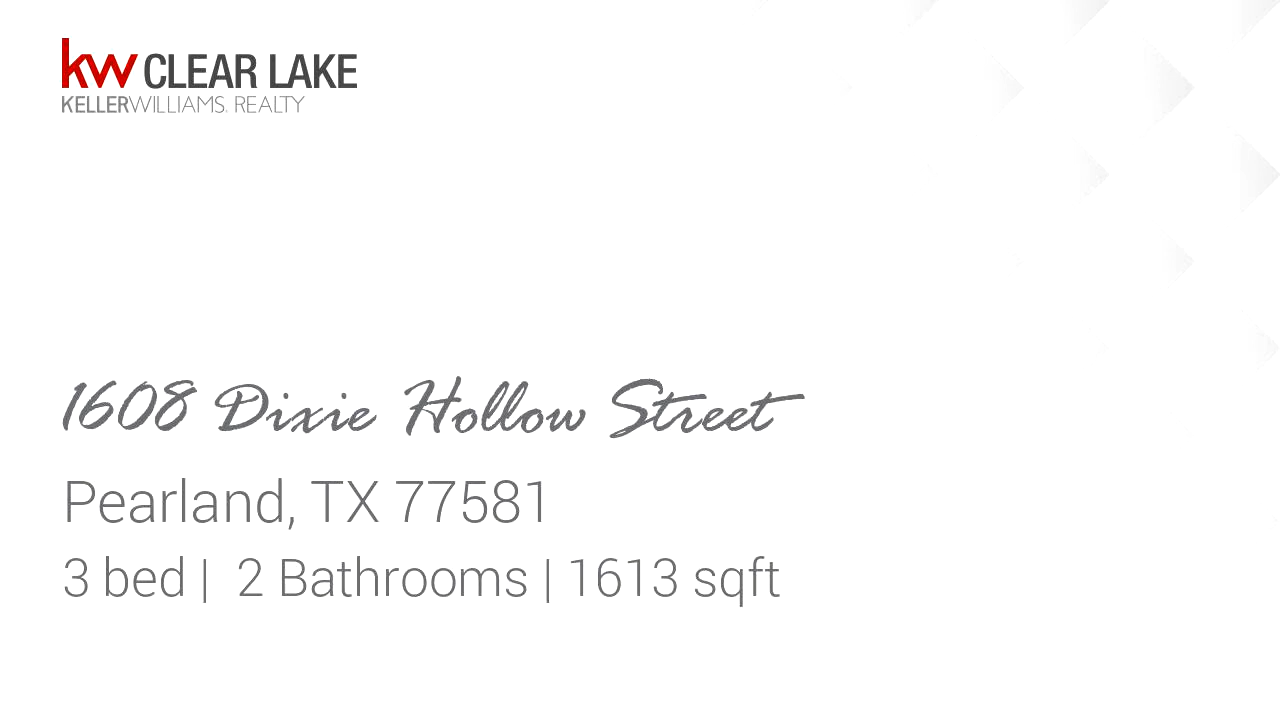 kw CLEAR LAKE
KELLERWILLIAMS. REALTY
1608 Dixie Hollow Street
Pearland, TX 77581
3 bed | 2 Bathrooms | 1613 sqft